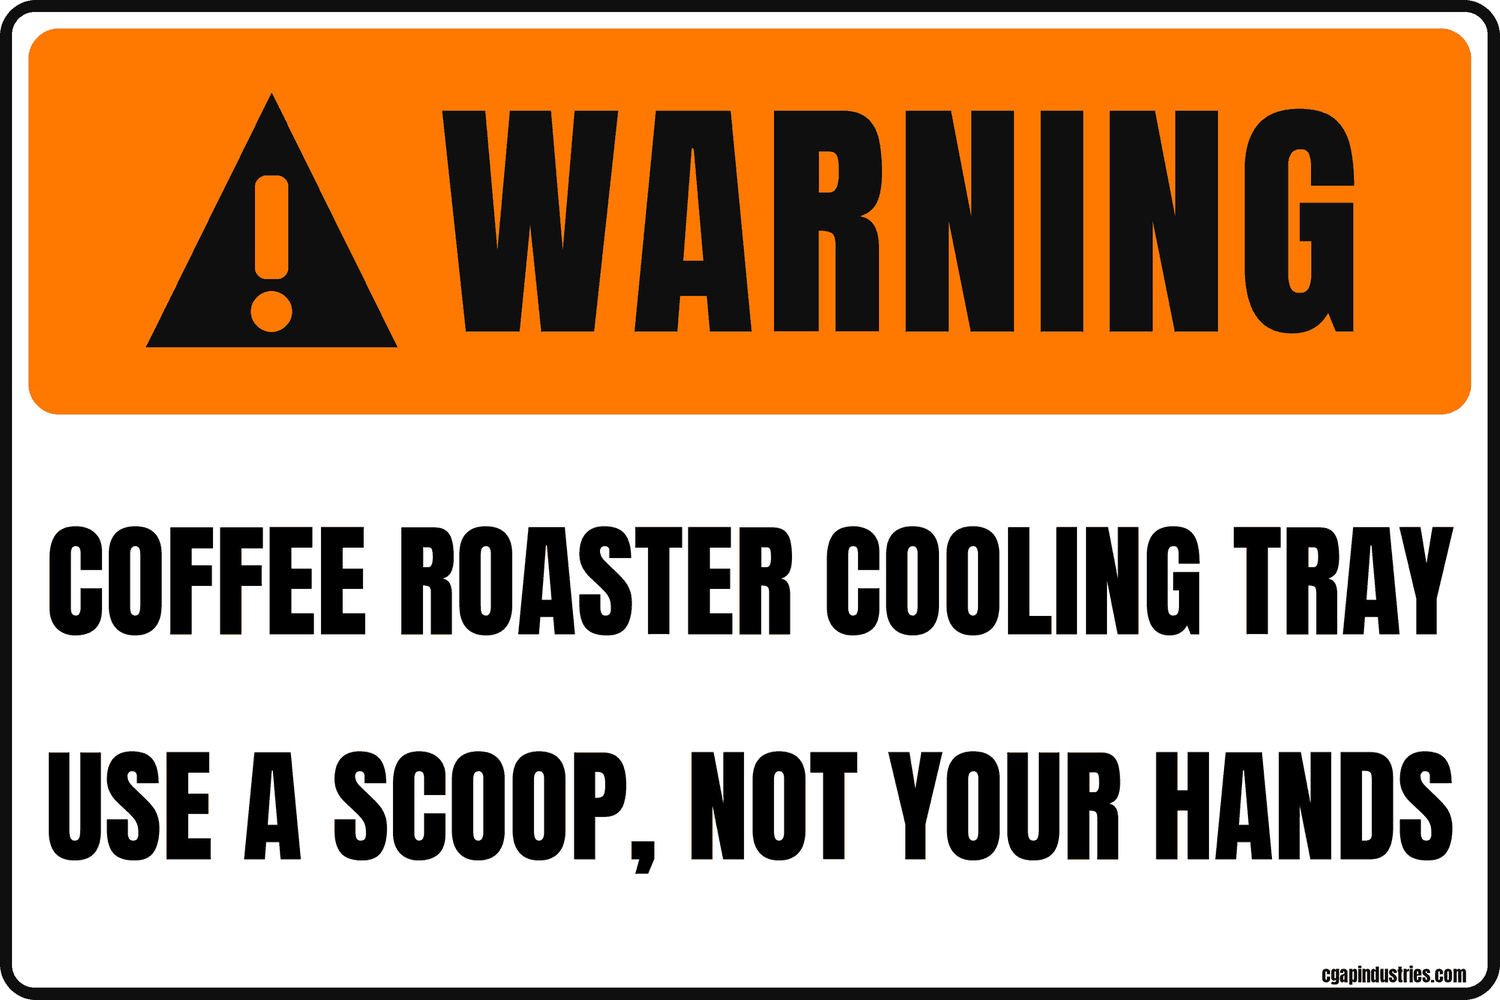 WARNING
COFFEE ROASTER COOLING TRAY
USE A SCOOP, NOT YOUR HANDS
cgapindustries.com